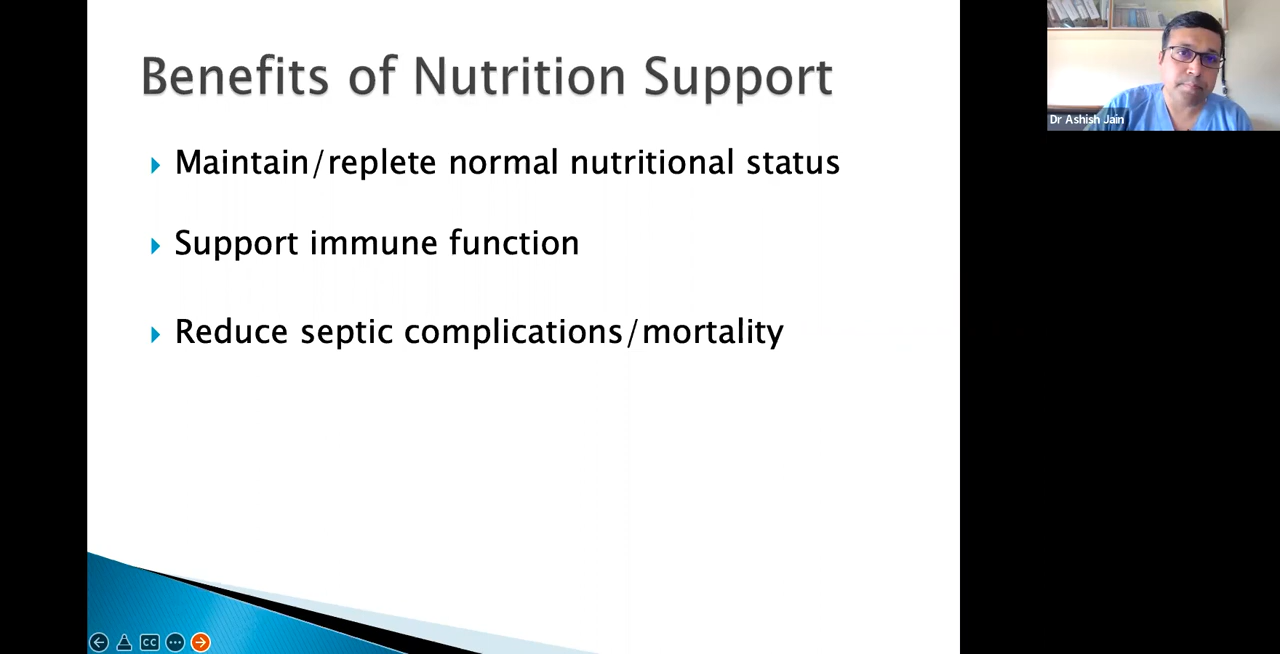 Benefits of Nutrition Support
Maintain/replete normal nutritional status
Support immune function
Reduce septic complications/mortality
Dr Ashish Jain
CC